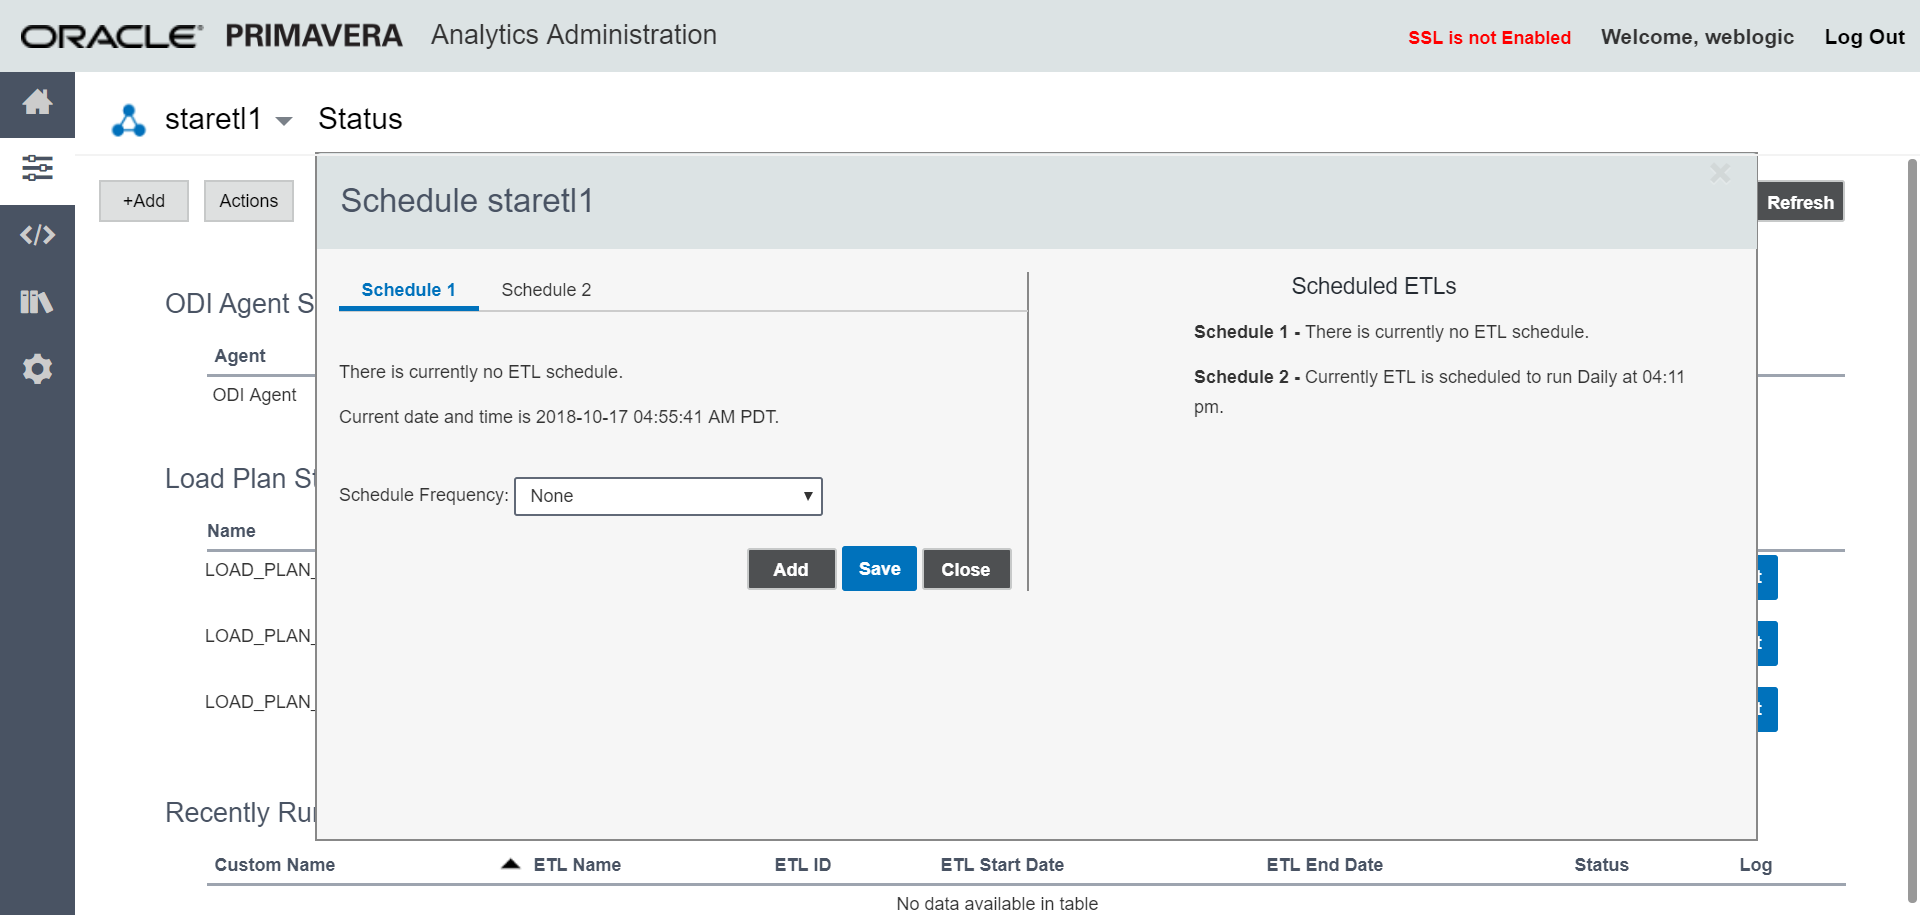 ORACLE PRIMAVERA Analytics Administration
SSL is not Enabled Welcome, weblogic Log Out
staretl1 Status
+Add Actions Refresh
Schedule staretl1
Schedule 1 Schedule 2
There is currently no ETL schedule.
Current date and time is 2018-10-17 04:55:41 AM PDT.
Schedule Frequency: None
Add Save Close
Scheduled ETLs
Schedule 1 - There is currently no ETL schedule.
Schedule 2 - Currently ETL is scheduled to run Daily at 04:11
pm.
ODI Agent S
Agent
ODI Agent
Load Plan St
Name
LOAD_PLAN_
t
LOAD_PLAN_
t
LOAD_PLAN_
t
Recently Ru
Custom Name ETL Name ETL ID ETL Start Date ETL End Date Status Log
No data available in table